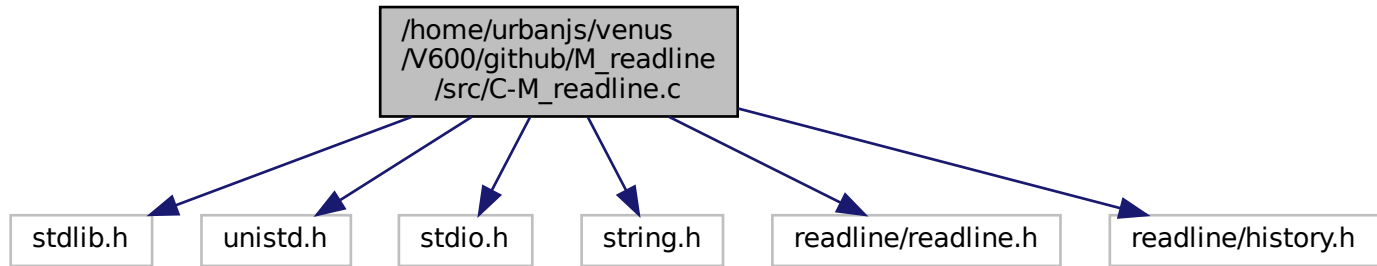 /home/urbanjs/venus
/V600/github/M_readline
/src/C-M_readline.c
stdlib.h
unistd.h
stdio.h
string.h
readline/readline.h
readline/history.h